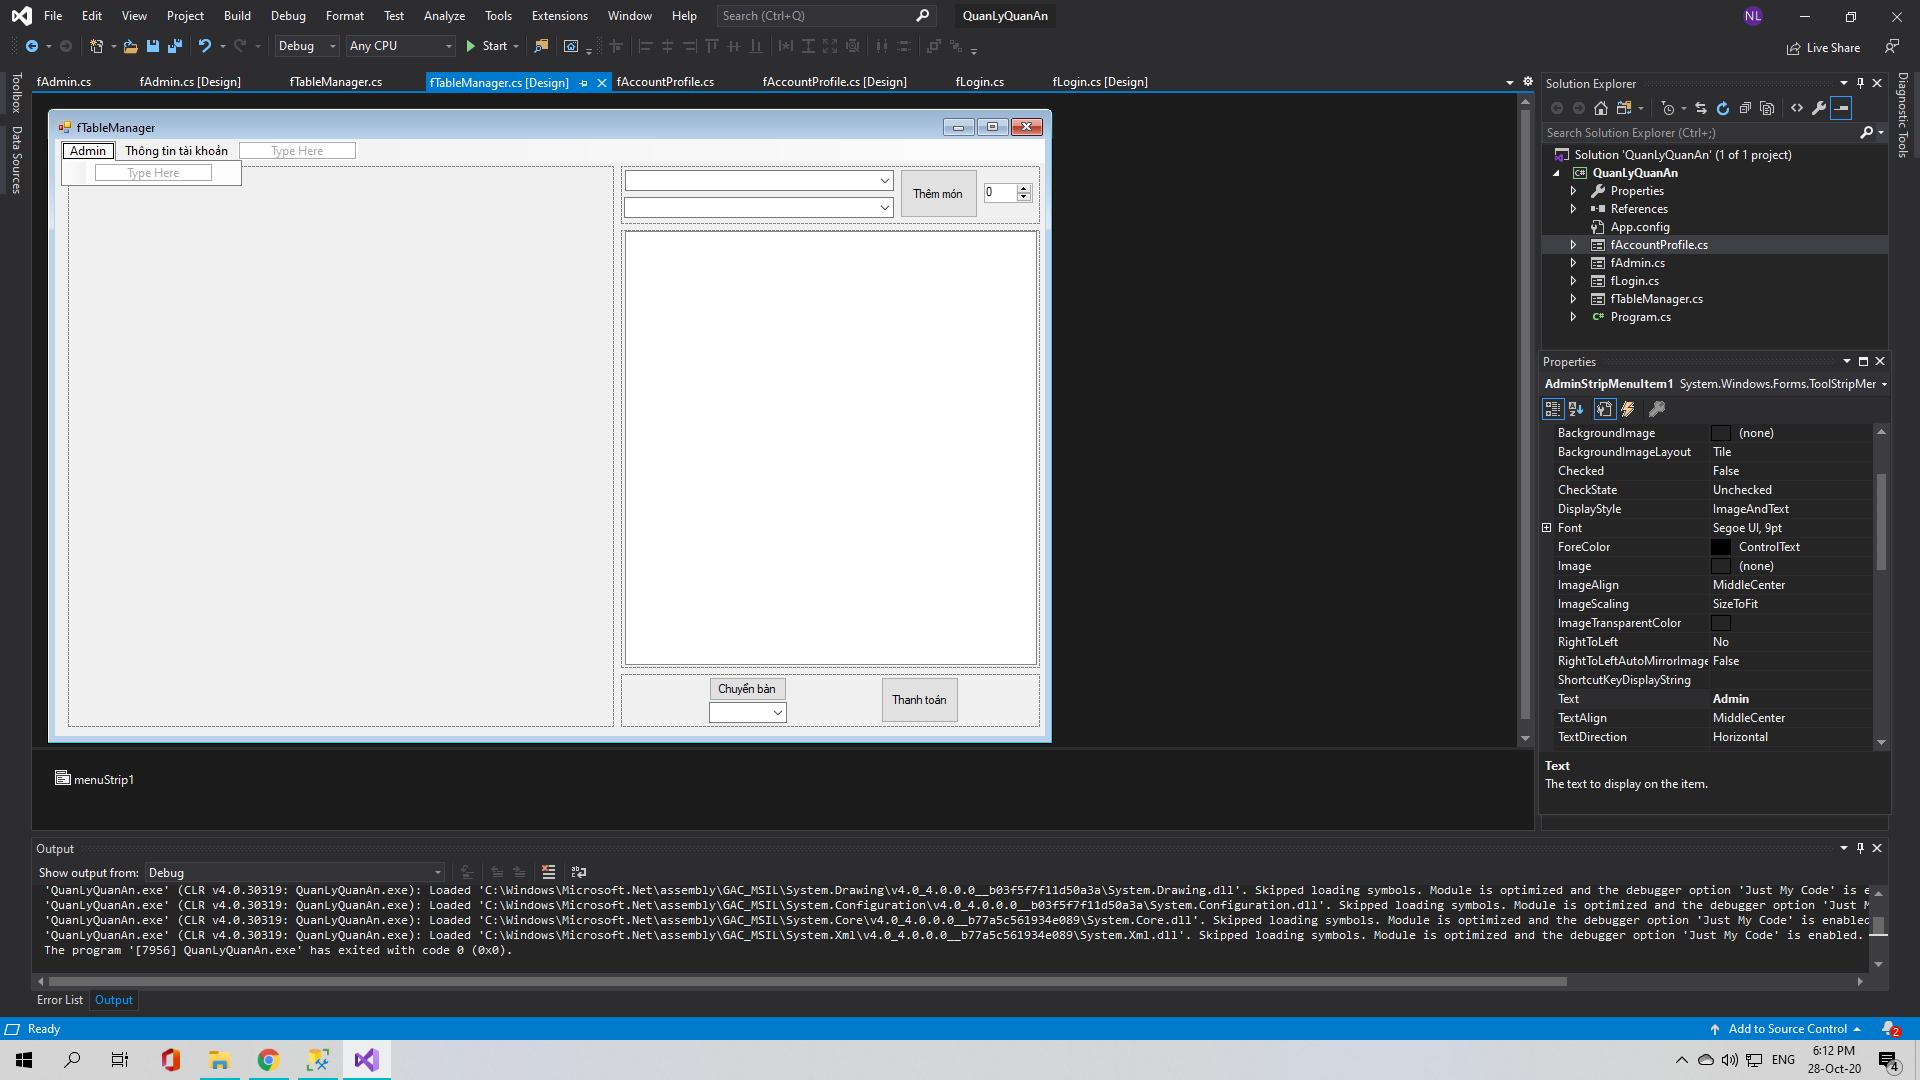 File Edit View Project Build Debug Format Test Analyze Tools Extensions Window Help Search (Ctrl+Q) QuanLyQuanAn NL
Debug Any CPU Start Live Share
fAdmin.cs fAdmin.cs [Design] fTableManager.cs fTableManager.cs [Design] fAccountProfile.cs fAccountProfile.cs [Design] fLogin.cs fLogin.cs [Design]
Toolbox
Data Sources
fTableManager
Admin Thông tin tài khoản Type Here
Type Here
Thêm món 0
Chuyển bàn
Thanh toán
menuStrip1
Solution Explorer
Search Solution Explorer (Ctrl+;)
Solution 'QuanLyQuanAn' (1 of 1 project)
QuanLyQuanAn
Properties
References
App.config
fAccountProfile.cs
fAdmin.cs
fLogin.cs
fTableManager.cs
Program.cs
Diagnostic Tools
Properties
AdminStripMenuItem1 System.Windows.Forms.ToolStripMer
BackgroundImage (none)
BackgroundImageLayout Tile
Checked False
CheckState Unchecked
DisplayStyle ImageAndText
Font Segoe UI, 9pt
ForeColor ControlText
Image (none)
ImageAlign MiddleCenter
ImageScaling SizeToFit
ImageTransparentColor
RightToLeft No
RightToLeftAutoMirrorImage False
ShortcutKeyDisplayString
Text Admin
TextAlign MiddleCenter
TextDirection Horizontal
Text
The text to display on the item.
Output
Show output from: Debug
'QuanLyQuanAn.exe' (CLR v4.0.30319: QuanLyQuanAn.exe): Loaded 'C:\Windows\Microsoft.Net\assembly\GAC_MSIL\System.Drawing\v4.0_4.0.0.0__b03f5f7f11d50a3a\System.Drawing.dll'. Skipped loading symbols. Module is optimized and the debugger option 'Just My Code' is e
'QuanLyQuanAn.exe' (CLR v4.0.30319: QuanLyQuanAn.exe): Loaded 'C:\Windows\Microsoft.Net\assembly\GAC_MSIL\System.Configuration\v4.0_4.0.0.0__b03f5f7f11d50a3a\System.Configuration.dll'. Skipped loading symbols. Module is optimized and the debugger option 'Just M
'QuanLyQuanAn.exe' (CLR v4.0.30319: QuanLyQuanAn.exe): Loaded 'C:\Windows\Microsoft.Net\assembly\GAC_MSIL\System.Core\v4.0_4.0.0.0__b77a5c561934e089\System.Core.dll'. Skipped loading symbols. Module is optimized and the debugger option 'Just My Code' is enabled
'QuanLyQuanAn.exe' (CLR v4.0.30319: QuanLyQuanAn.exe): Loaded 'C:\Windows\Microsoft.Net\assembly\GAC_MSIL\System.Xml\v4.0_4.0.0.0__b77a5c561934e089\System.Xml.dll'. Skipped loading symbols. Module is optimized and the debugger option 'Just My Code' is enabled.
The program '[7956] QuanLyQuanAn.exe' has exited with code 0 (0x0).
Error List Output
Ready Add to Source Control 2
ENG 6:12 PM
28-Oct-20 4